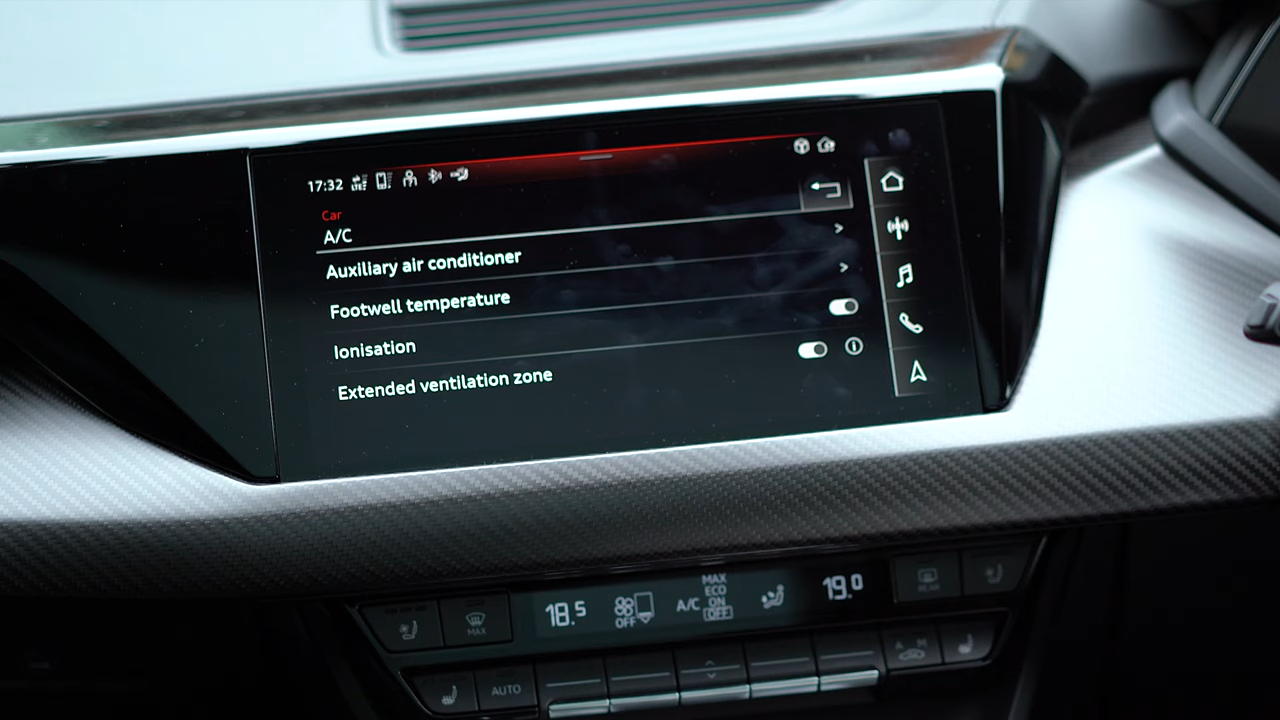 17:32
Car
A/C
Auxiliary air conditioner
Footwell temperature
Ionisation
Extended ventilation zone
MAX
18.5
OFF
A/C
MAX
ECO
ON
OFF
19.0
REAR
AUTO
A M